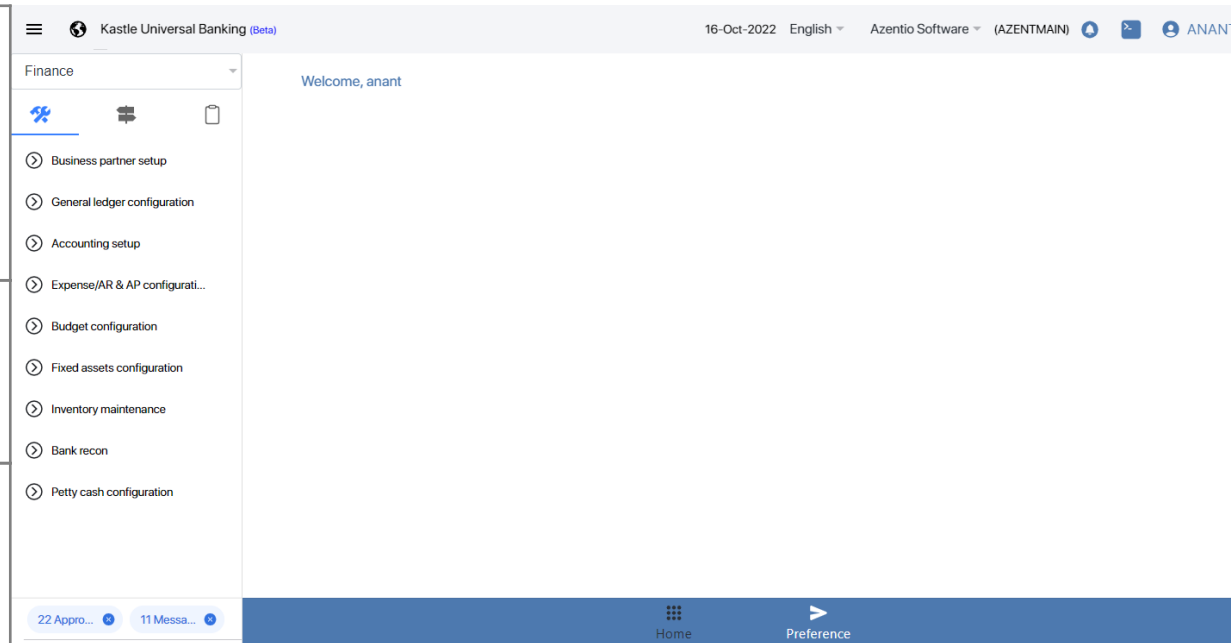 Kastle Universal Banking (Beta) 16-Oct-2022 English Azentio Software (AZENTMAIN) ANANT
Finance
Welcome, anant
Business partner setup
General ledger configuration
Accounting setup
Expense/AR & AP configurati...
Budget configuration
Fixed assets configuration
Inventory maintenance
Bank recon
Petty cash configuration
22 Appro... 11 Messa...
Home Preference